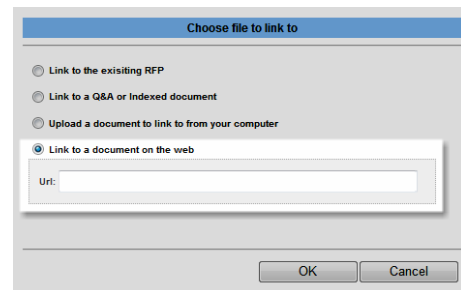 Choose file to link to
Link to the exisiting RFP
Link to a Q&A or Indexed document
Upload a document to link to from your computer
Link to a document on the web
Url:
OK Cancel